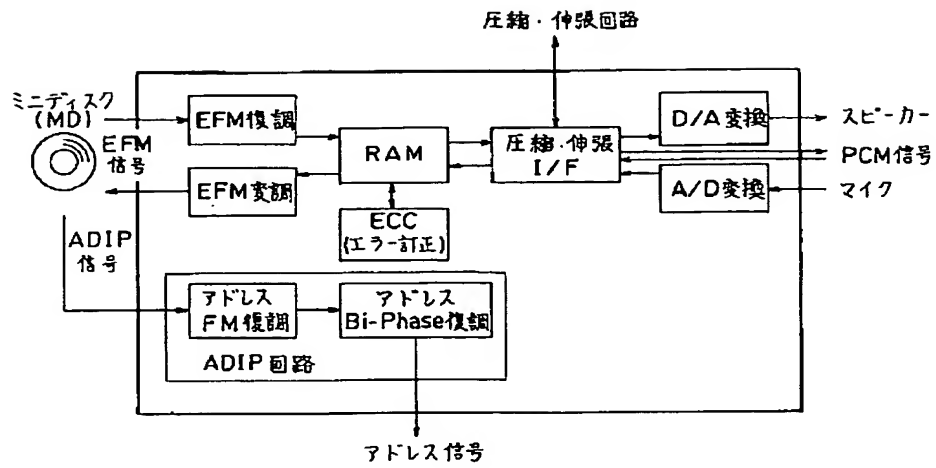 圧縮・伸張回路
ミニディスク
(MD)
EFM
信号
EFM復調
EFM変調
RAM
ECC
(エラー訂正)
圧縮・伸張
I/F
D/A変換
A/D変換
スピーカー
PCM信号
マイク
ADIP
信号
アドレス
FM復調
アドレス
Bi-Phase復調
ADIP回路
アドレス信号